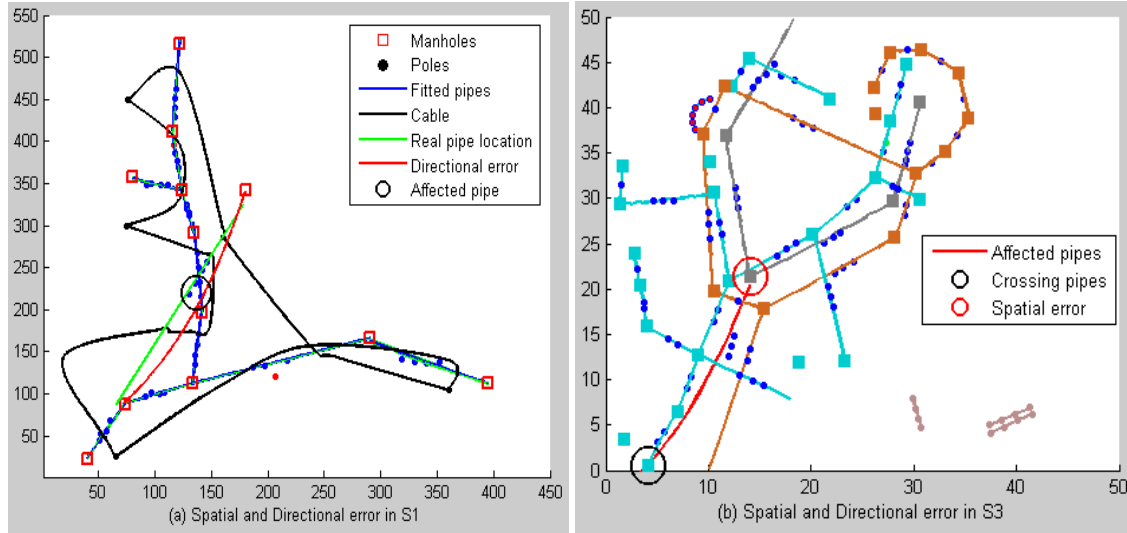 550
500
450
400
350
300
250
200
150
100
50
50 100 150 200 250 300 350 400 450
Manholes
Poles
Fitted pipes
Cable
Real pipe location
Directional error
Affected pipe
(a) Spatial and Directional error in S1
50
45
40
35
30
25
20
15
10
5
0
0 10 20 30 40 50
Affected pipes
Crossing pipes
Spatial error
(b) Spatial and Directional error in S3